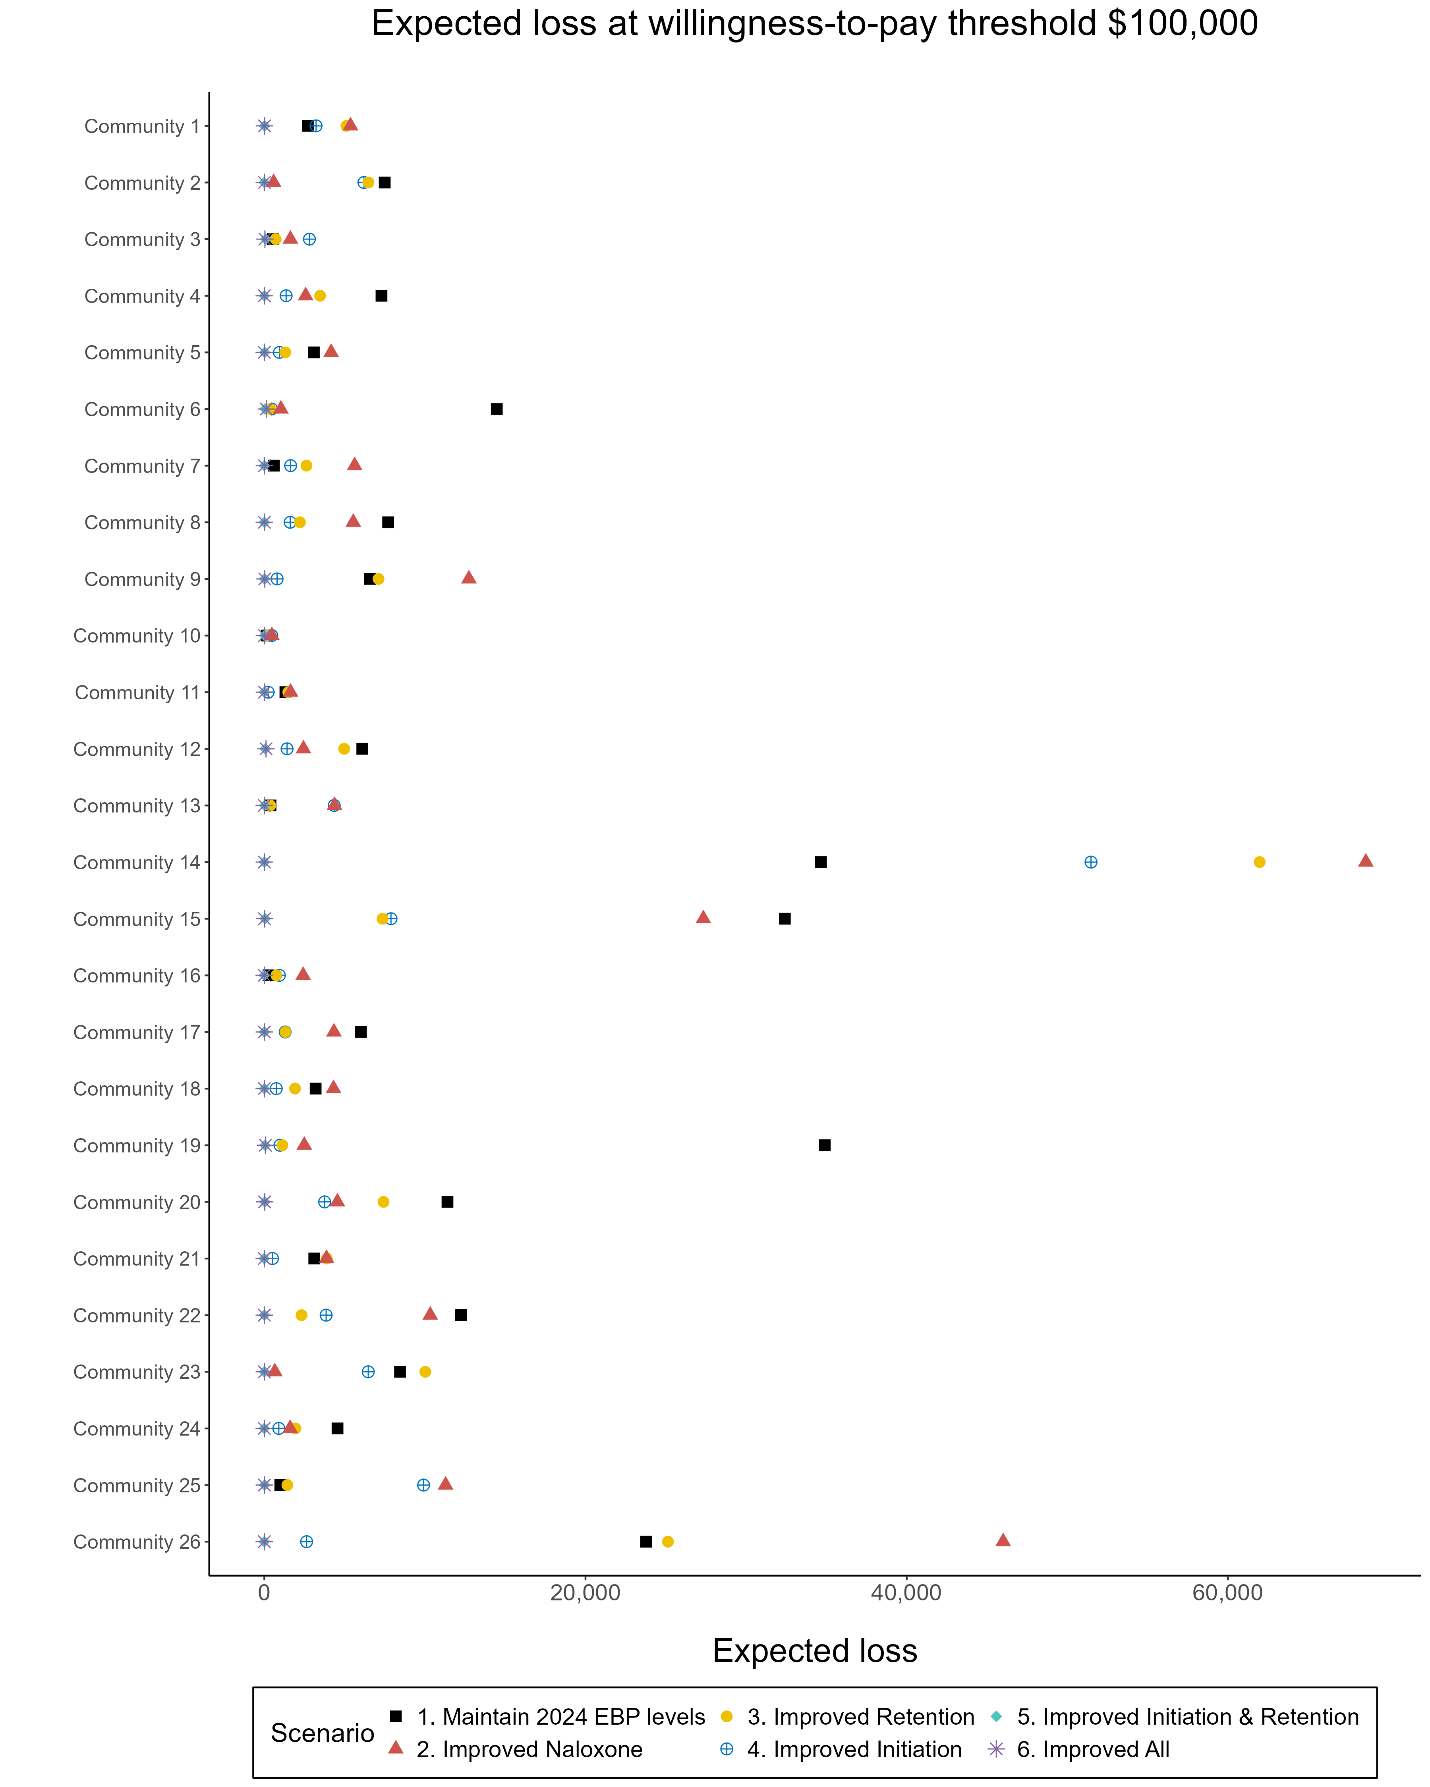 Expected loss at willingness-to-pay threshold $100,000
Community 1
Community 2
Community 3
Community 4
Community 5
Community 6
Community 7
Community 8
Community 9
Community 10
Community 11
Community 12
Community 13
Community 14
Community 15
Community 16
Community 17
Community 18
Community 19
Community 20
Community 21
Community 22
Community 23
Community 24
Community 25
Community 26
0 20,000 40,000 60,000
Expected loss
Scenario
1. Maintain 2024 EBP levels 3. Improved Retention 5. Improved Initiation & Retention
2. Improved Naloxone 4. Improved Initiation 6. Improved All